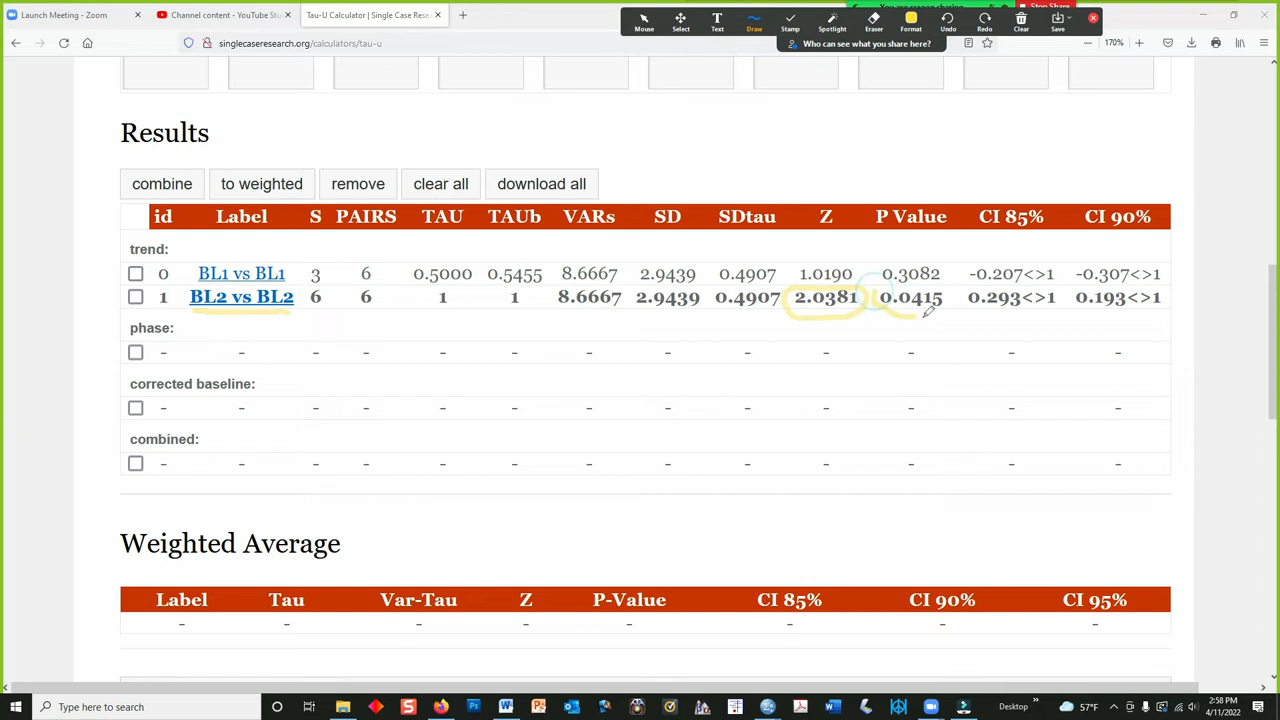 You are screen sharing
Stop Share
Launch Meeting - Zoom
Channel content - YouTube Stu
Tau-U Calculator | Single Case Rese
Mouse
Select
Text
Draw
Stamp
Spotlight
Eraser
Format
Undo
Redo
Clear
Save
singlecaseresearch.org/calculators/tau-u
Who can see what you share here?
170%
Results
combine
to weighted
remove
clear all
download all
id Label S PAIRS TAU TAUb VARs SD SDtau Z P Value CI 85% CI 90%
trend:
0 BL1 vs BL1 3 6 0.5000 0.5455 8.6667 2.9439 0.4907 1.0190 0.3082 -0.207<>1 -0.307<>1
1 BL2 vs BL2 6 6 1 1 8.6667 2.9439 0.4907 2.0381 0.0415 0.293<>1 0.193<>1
phase:
- - - - - - - - - - - - -
corrected baseline:
- - - - - - - - - - - - -
combined:
- - - - - - - - - - - - -
Weighted Average
Label Tau Var-Tau Z P-Value CI 85% CI 90% CI 95%
- - - - - - - -
Type here to search
Desktop
57°F
2:58 PM
4/11/2022